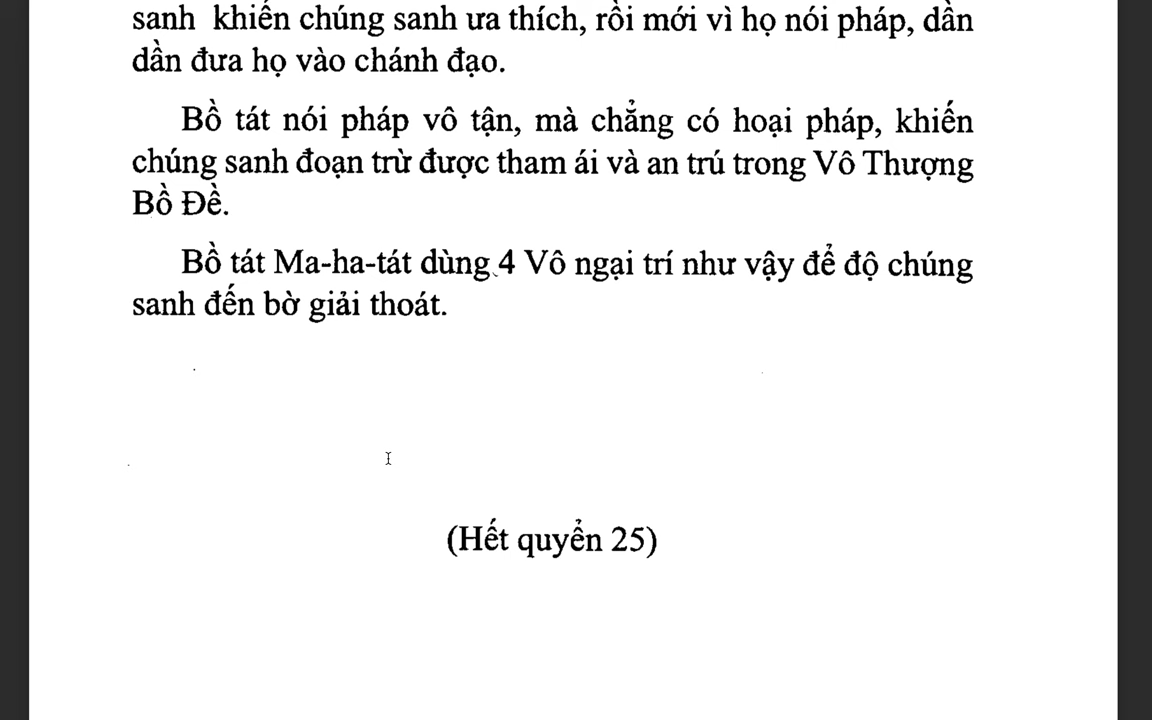 sanh khiến chúng sanh ưa thích, rồi mới vì họ nói pháp, dần
dần đưa họ vào chánh đạo.
Bồ tát nói pháp vô tận, mà chẳng có hoại pháp, khiến
chúng sanh đoạn trừ được tham ái và an trú trong Vô Thượng
Bồ Đề.
Bồ tát Ma-ha-tát dùng 4 Vô ngại trí như vậy để độ chúng
sanh đến bờ giải thoát.
(Hết quyển 25)